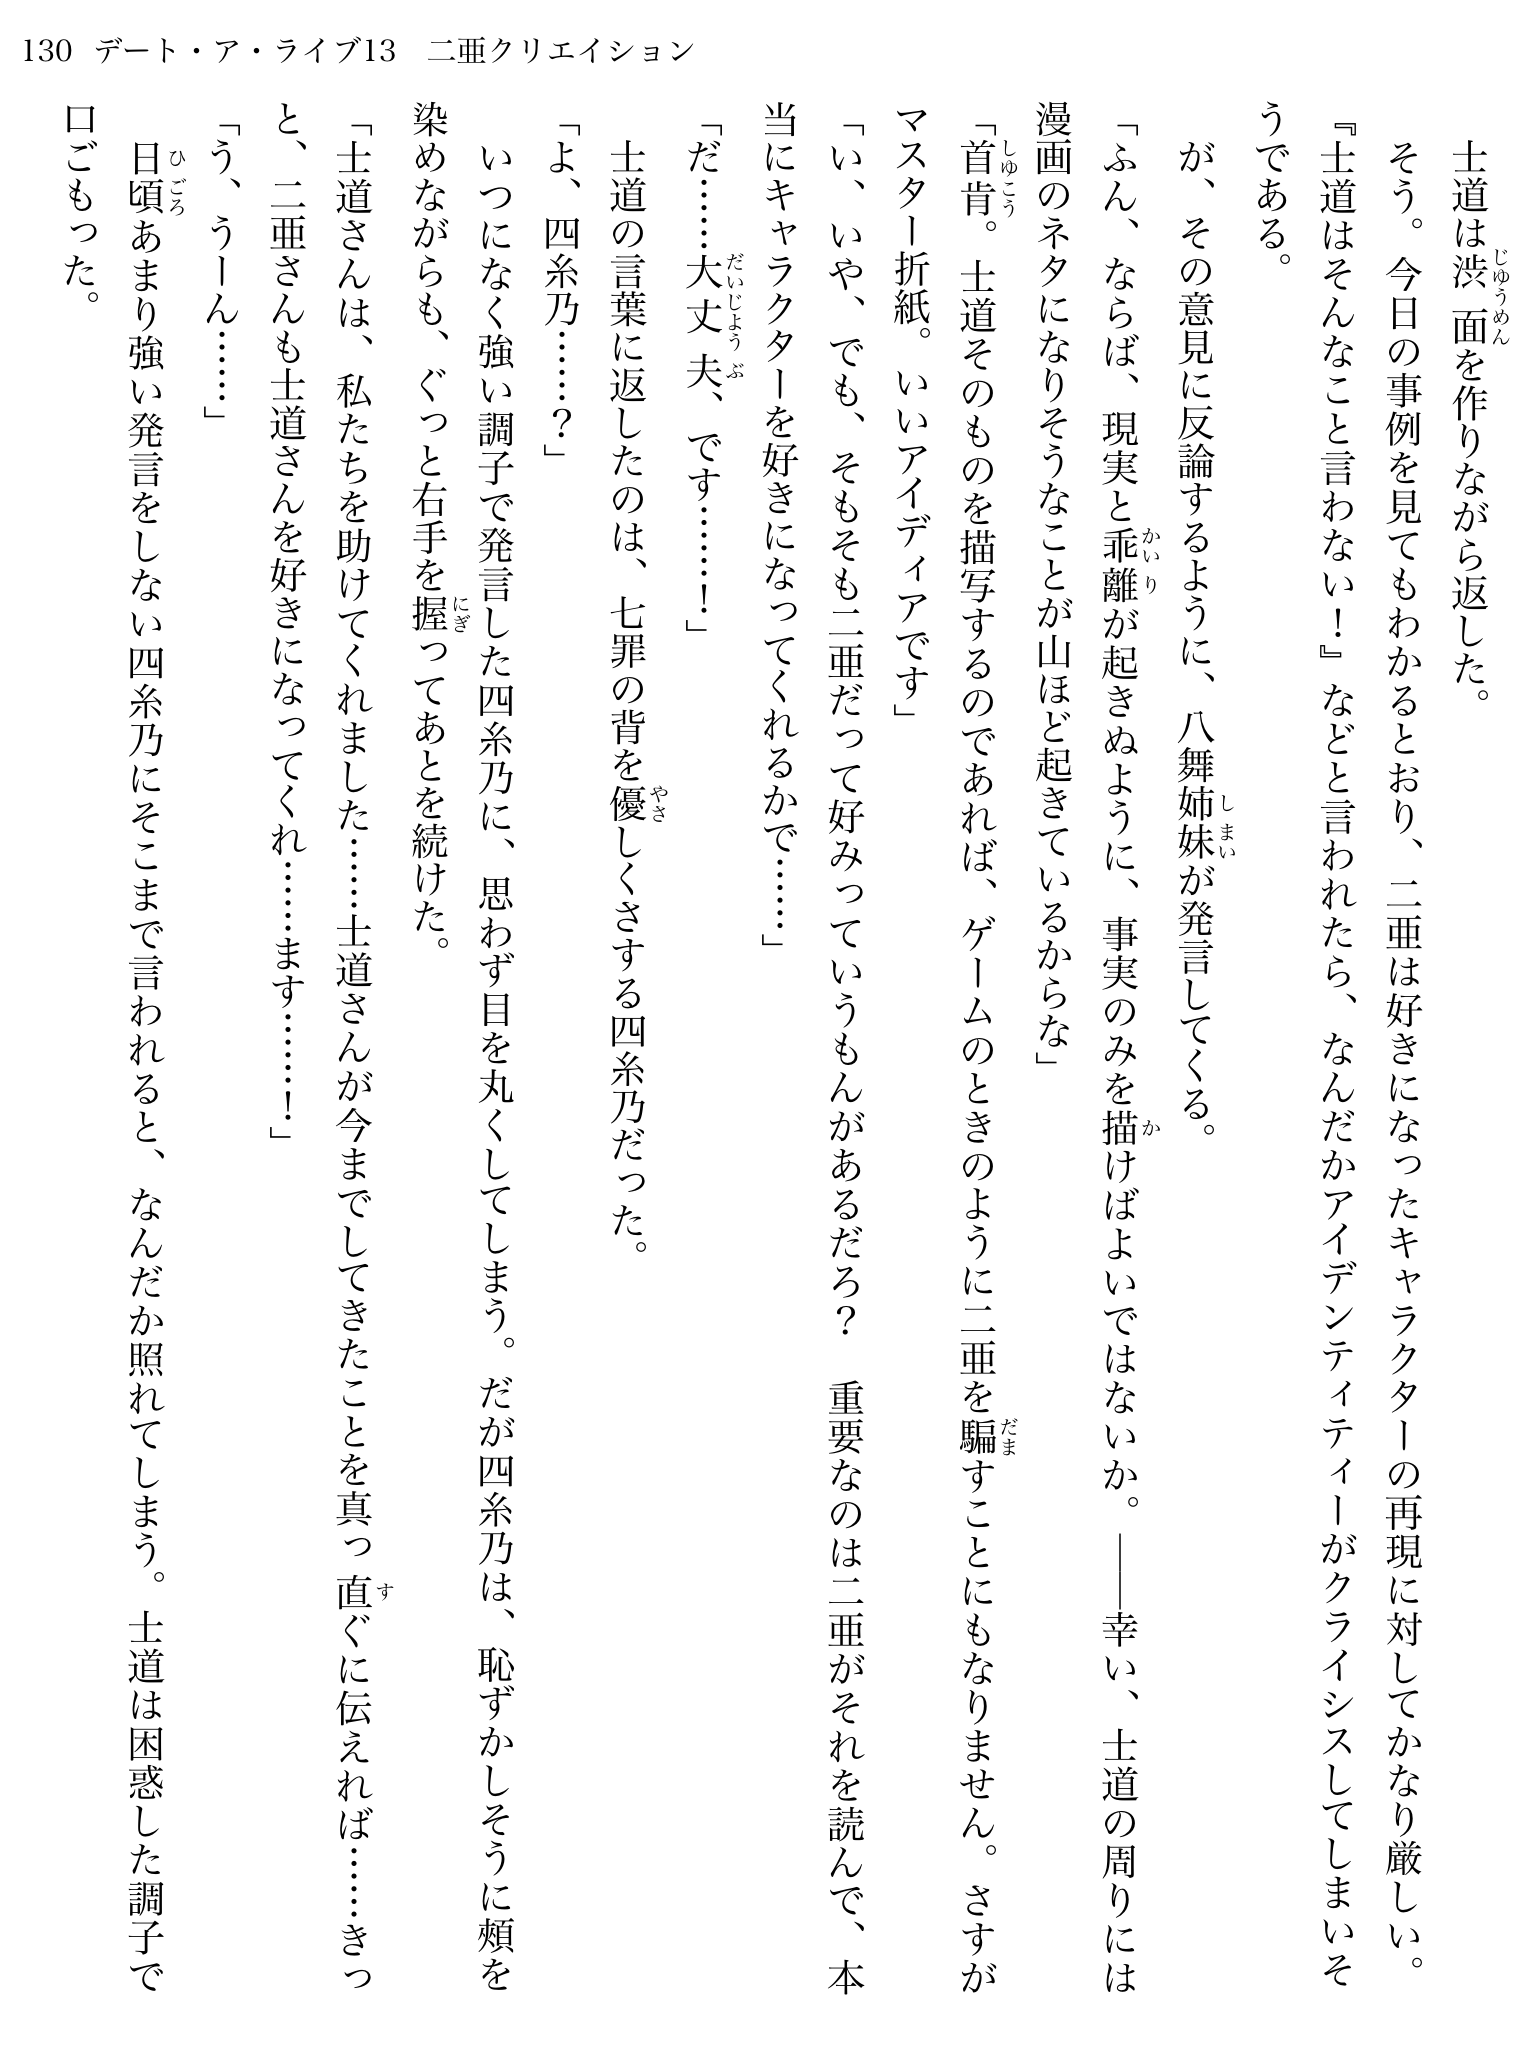 130 デート・ア・ライブ13　二亜クリエイション
　士道は渋面を作りながら返した。
　そう。今日の事例を見てもわかるとおり、二亜は好きになったキャラクターの再現に対してかなり厳しい。
『士道はそんなこと言わない！』などと言われたら、なんだかアイデンティティーがクライシスしてしまいそ
うである。
　が、その意見に反論するように、八舞姉妹が発言してくる。
「ふん、ならば、現実と乖離が起きぬように、事実のみを描けばよいではないか。――幸い、士道の周りには
漫画のネタになりそうなことが山ほど起きているからな」
「首肯。士道そのものを描写するのであれば、ゲームのときのように二亜を騙すことにもなりません。さすが
マスター折紙。いいアイディアです」
「い、いや、でも、そもそも二亜だって好みっていうもんがあるだろ？　重要なのは二亜がそれを読んで、本
当にキャラクターを好きになってくれるかで……」
「だ……大丈夫、です……！」
　士道の言葉に返したのは、七罪の背を優しくさする四糸乃だった。
「よ、四糸乃……？」
　いつになく強い調子で発言した四糸乃に、思わず目を丸くしてしまう。だが四糸乃は、恥ずかしそうに頰を
染めながらも、ぐっと右手を握ってあとを続けた。
「士道さんは、私たちを助けてくれました……士道さんが今までしてきたことを真っ直ぐに伝えれば……きっ
と、二亜さんも士道さんを好きになってくれ……ます……！」
「う、うーん……」
　日頃あまり強い発言をしない四糸乃にそこまで言われると、なんだか照れてしまう。士道は困惑した調子で
口ごもった。